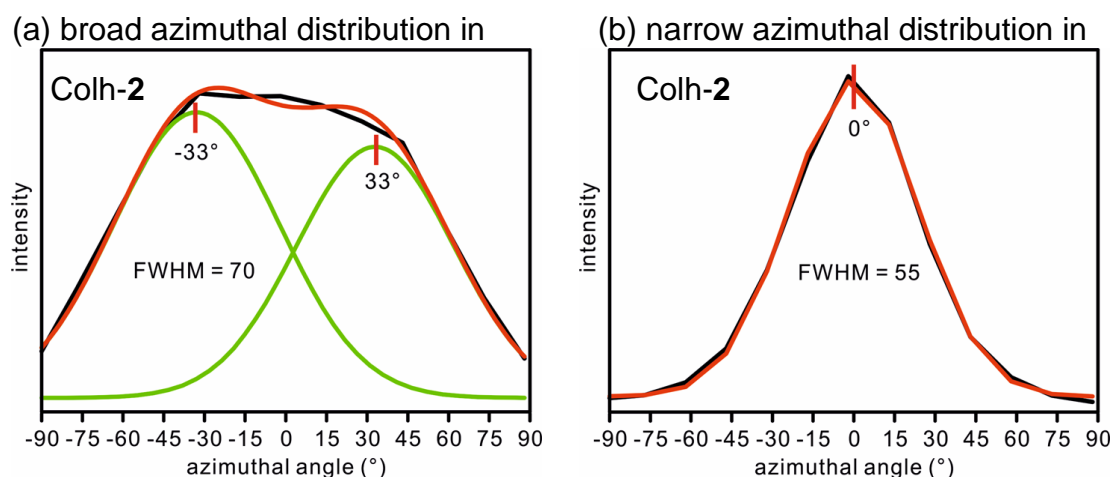 (a) broad azimuthal distribution in
Colh-2
-33°
33°
FWHM = 70
intensity
-90 -75 -60 -45 -30 -15 0 15 30 45 60 75 90
azimuthal angle (°)
(b) narrow azimuthal distribution in
Colh-2
0°
FWHM = 55
intensity
-90 -75 -60 -45 -30 -15 0 15 30 45 60 75 90
azimuthal angle (°)